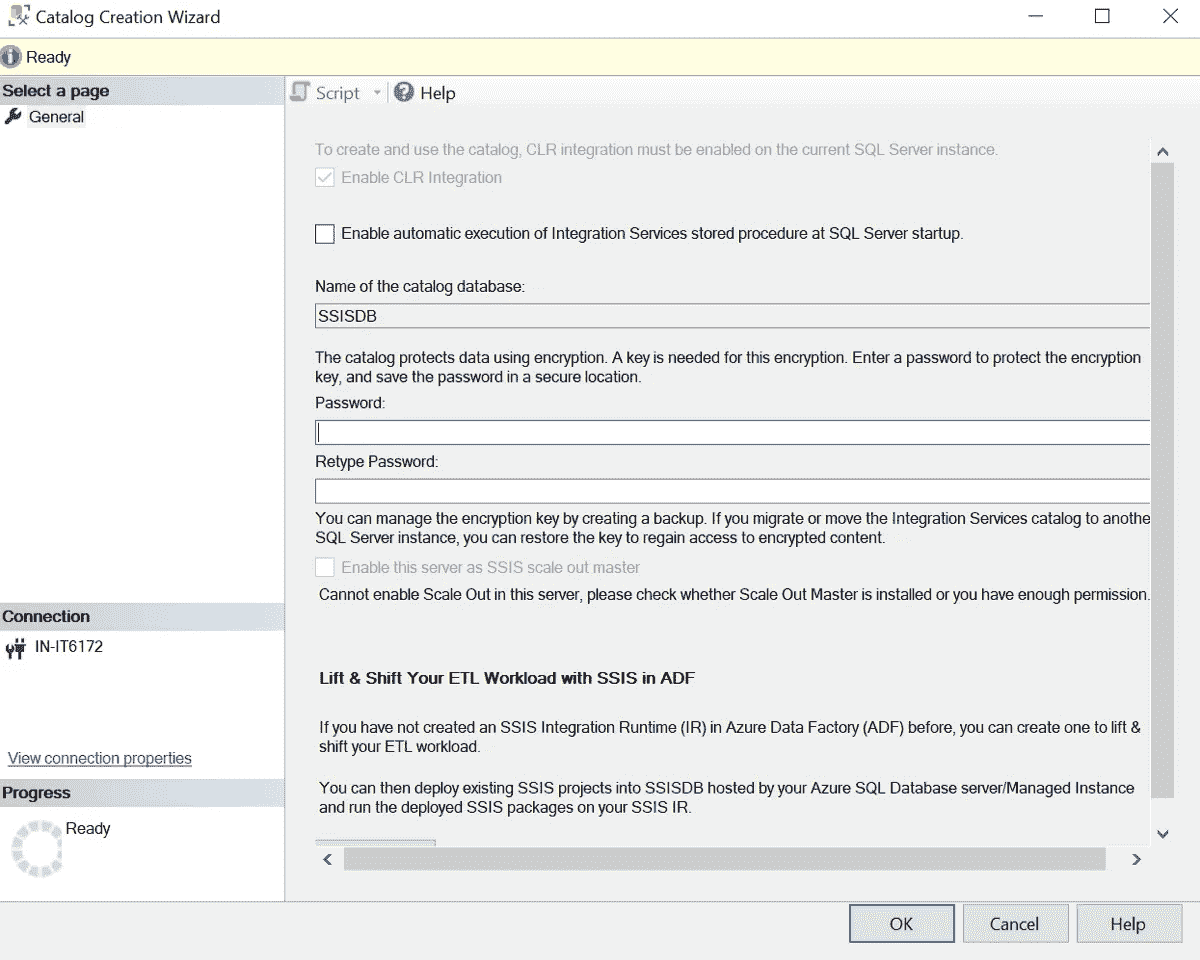 Catalog Creation Wizard
Ready
Select a page
General
Script
Help
To create and use the catalog, CLR integration must be enabled on the current SQL Server instance.
Enable CLR Integration
Enable automatic execution of Integration Services stored procedure at SQL Server startup.
Name of the catalog database:
SSISDB
The catalog protects data using encryption. A key is needed for this encryption. Enter a password to protect the encryption
key, and save the password in a secure location.
Password:
Retype Password:
You can manage the encryption key by creating a backup. If you migrate or move the Integration Services catalog to anothe
SQL Server instance, you can restore the key to regain access to encrypted content.
Enable this server as SSIS scale out master
Cannot enable Scale Out in this server, please check whether Scale Out Master is installed or you have enough permission.
Connection
IN-IT6172
View connection properties
Progress
Ready
Lift & Shift Your ETL Workload with SSIS in ADF
If you have not created an SSIS Integration Runtime (IR) in Azure Data Factory (ADF) before, you can create one to lift &
shift your ETL workload.
You can then deploy existing SSIS projects into SSISDB hosted by your Azure SQL Database server/Managed Instance
and run the deployed SSIS packages on your SSIS IR.
OK
Cancel
Help